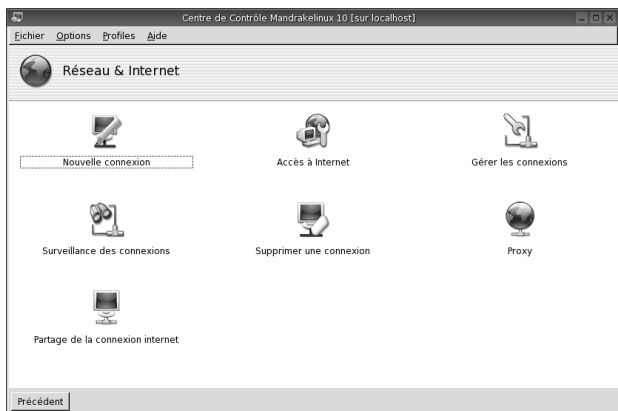 Centre de Contrôle Mandrakelinux 10 [sur localhost]
Fichier Options Profiles Aide
Réseau & Internet
Nouvelle connexion Accès à Internet Gérer les connexions
Surveillance des connexions Supprimer une connexion Proxy
Partage de la connexion internet
Précédent